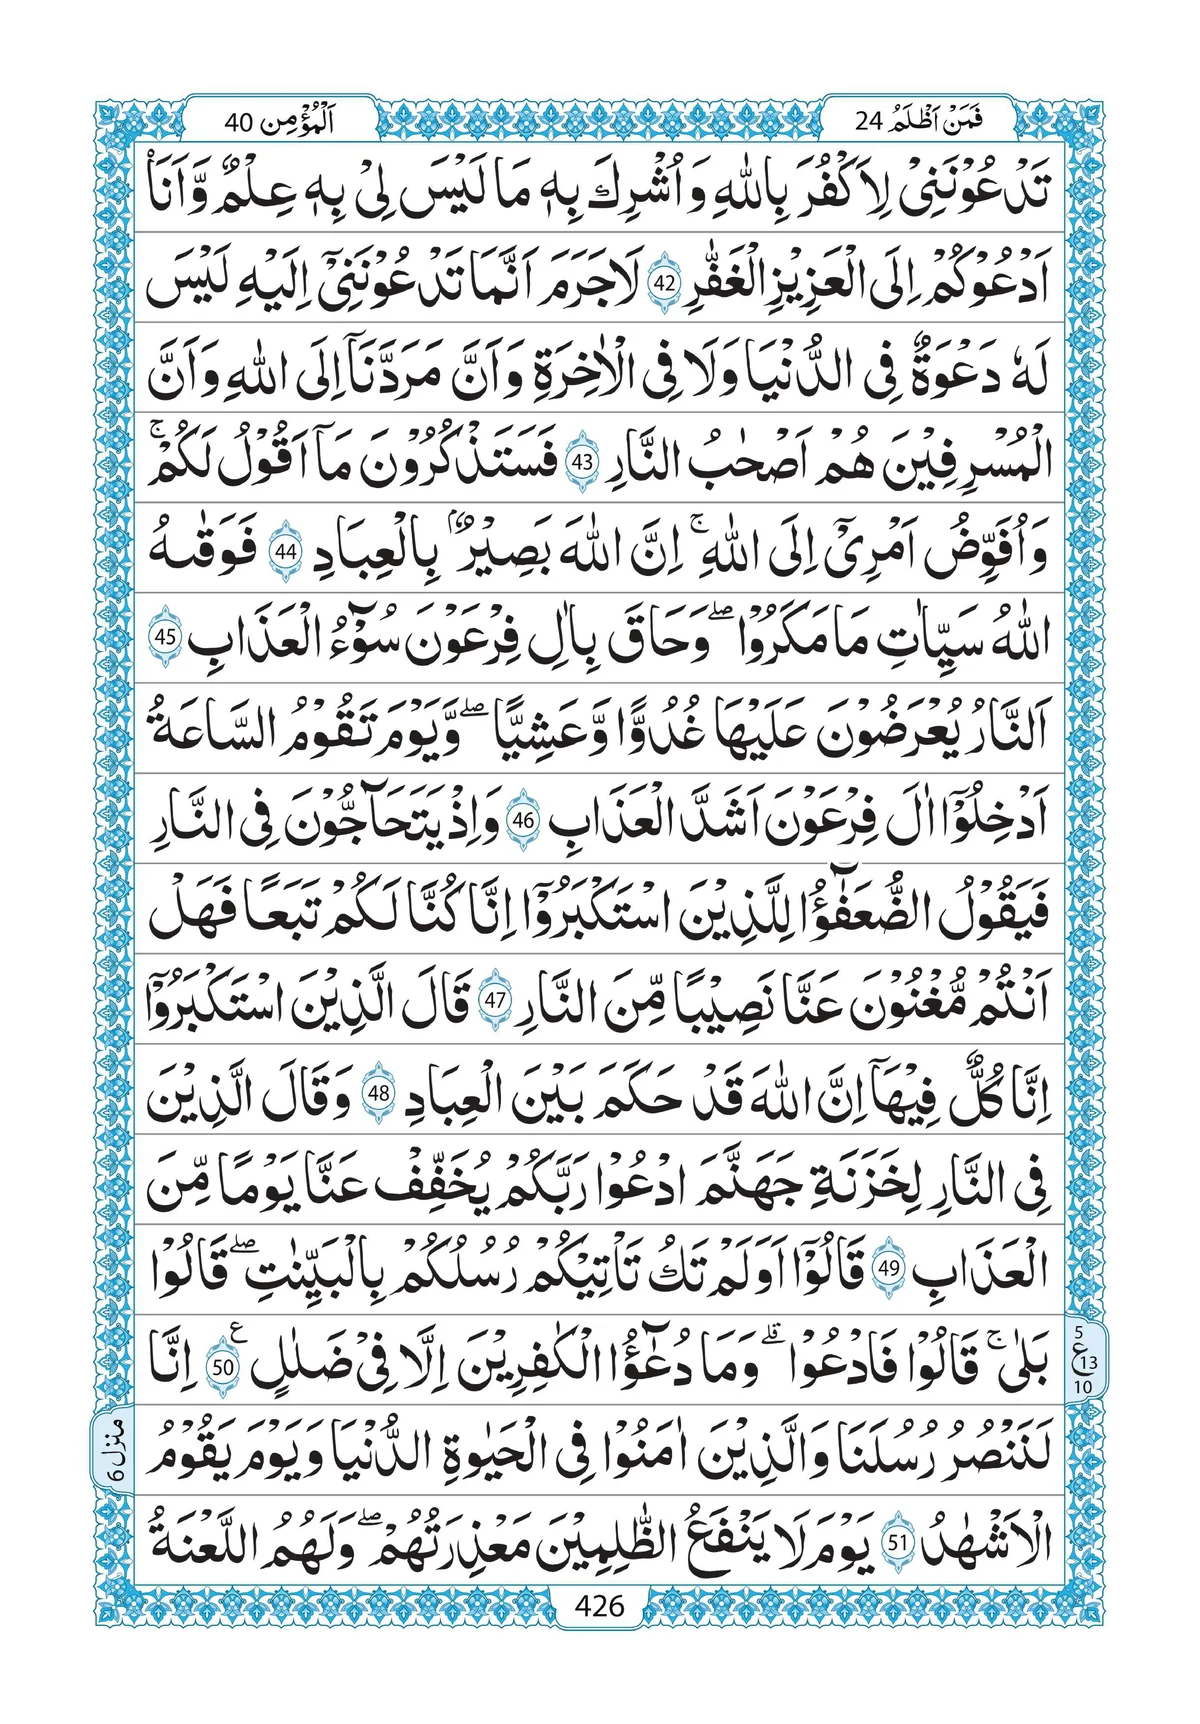 فَمَنْ اَظْلَمُ 24
اَلْمُؤْمِن 40
تَدْعُوْنَنِیْ لِاَكْفُرَ بِاللّٰهِ وَ اُشْرِكَ بِهٖ مَا لَیْسَ لِیْ بِهٖ عِلْمٌ وَّ اَنَا
اَدْعُوْكُمْ اِلَى الْعَزِیْزِ الْغَفّٰرِ 42 لَا جَرَمَ اَنَّمَا تَدْعُوْنَنِیْۤ اِلَیْهِ لَیْسَ
لَهٗ دَعْوَةٌ فِی الدُّنْیَا وَ لَا فِی الْاٰخِرَةِ وَ اَنَّ مَرَدَّنَاۤ اِلَى اللّٰهِ وَ اَنَّ
الْمُسْرِفِیْنَ هُمْ اَصْحٰبُ النَّارِ 43 فَسَتَذْكُرُوْنَ مَاۤ اَقُوْلُ لَكُمْ ۚ
وَ اُفَوِّضُ اَمْرِیْۤ اِلَى اللّٰهِ ۚ اِنَّ اللّٰهَ بَصِیْرٌۢ بِالْعِبَادِ 44 فَوَقٰىهُ
اللّٰهُ سَیِّاٰتِ مَا مَكَرُوْا ۖ وَ حَاقَ بِاٰلِ فِرْعَوْنَ سُوْٓءُ الْعَذَابِ 45
اَلنَّارُ یُعْرَضُوْنَ عَلَیْهَا غُدُوًّا وَّ عَشِیًّا ۖ وَّیَوْمَ تَقُوْمُ السَّاعَةُ
اَدْخِلُوْۤا اٰلَ فِرْعَوْنَ اَشَدَّ الْعَذَابِ 46 وَ اِذْ یَتَحَآجُّوْنَ فِی النَّارِ
فَیَقُوْلُ الضُّعَفٰٓؤُا لِلَّذِیْنَ اسْتَكْبَرُوْۤا اِنَّا كُنَّا لَكُمْ تَبَعًا فَهَلْ
اَنْتُمْ مُّغْنُوْنَ عَنَّا نَصِیْبًا مِّنَ النَّارِ 47 قَالَ الَّذِیْنَ اسْتَكْبَرُوْۤا
اِنَّا كُلٌّ فِیْهَاۤ اِنَّ اللّٰهَ قَدْ حَكَمَ بَیْنَ الْعِبَادِ 48 وَ قَالَ الَّذِیْنَ
فِی النَّارِ لِخَزَنَةِ جَهَنَّمَ ادْعُوْا رَبَّكُمْ یُخَفِّفْ عَنَّا یَوْمًا مِّنَ
الْعَذَابِ 49 قَالُوْۤا اَوَ لَمْ تَكُ تَاْتِیْكُمْ رُسُلُكُمْ بِالْبَیِّنٰتِ ۖ قَالُوْا
بَلٰى ۚ قَالُوْا فَادْعُوْا ۗ وَ مَا دُعٰٓؤُا الْكٰفِرِیْنَ اِلَّا فِیْ ضَلٰلٍ 50 ع اِنَّا
5 ع 13 10
لَنَنْصُرُ رُسُلَنَا وَ الَّذِیْنَ اٰمَنُوْا فِی الْحَیٰوةِ الدُّنْیَا وَ یَوْمَ یَقُوْمُ
منزل 6
الْاَشْهٰدُ 51 یَوْمَ لَا یَنْفَعُ الظّٰلِمِیْنَ مَعْذِرَتُهُمْ ۖ وَ لَهُمُ اللَّعْنَةُ
426